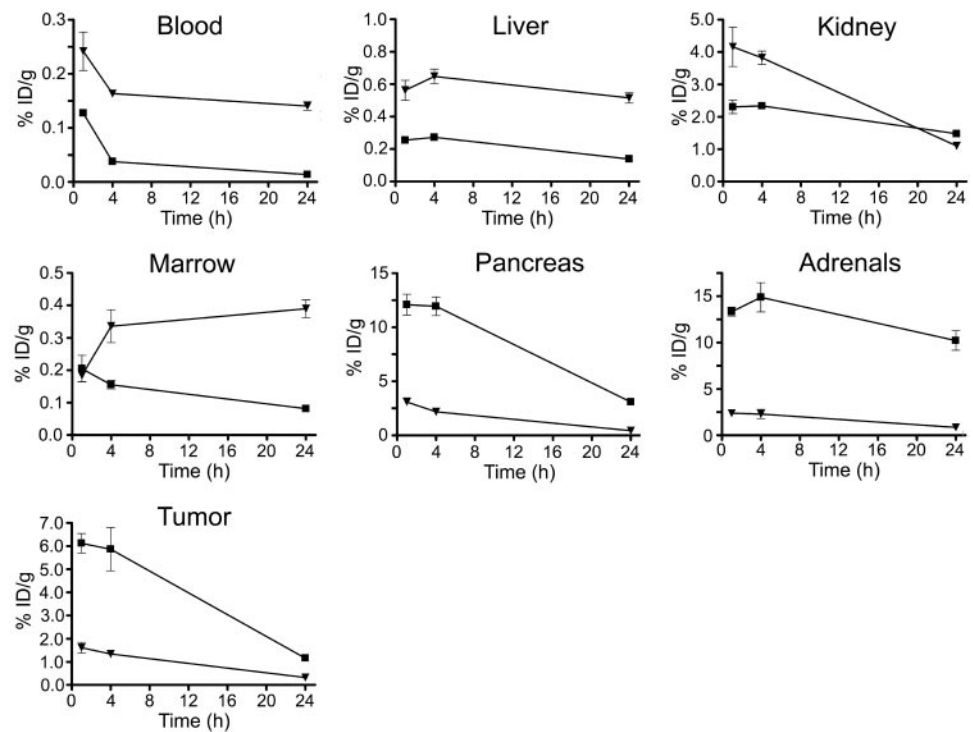 Blood
% ID/g
0.3
0.2
0.1
0.0
0 4 8 12 16 20 24
Time (h)
Liver
% ID/g
0.8
0.6
0.4
0.2
0.0
0 4 8 12 16 20 24
Time (h)
Kidney
% ID/g
5.0
4.0
3.0
2.0
1.0
0.0
0 4 8 12 16 20 24
Time (h)
Marrow
% ID/g
0.5
0.4
0.3
0.2
0.1
0.0
0 4 8 12 16 20 24
Time (h)
Pancreas
% ID/g
15
10
5
0
0 4 8 12 16 20 24
Time (h)
Adrenals
% ID/g
15
10
5
0
0 4 8 12 16 20 24
Time (h)
Tumor
% ID/g
7.0
6.0
5.0
4.0
3.0
2.0
1.0
0.0
0 4 8 12 16 20 24
Time (h)